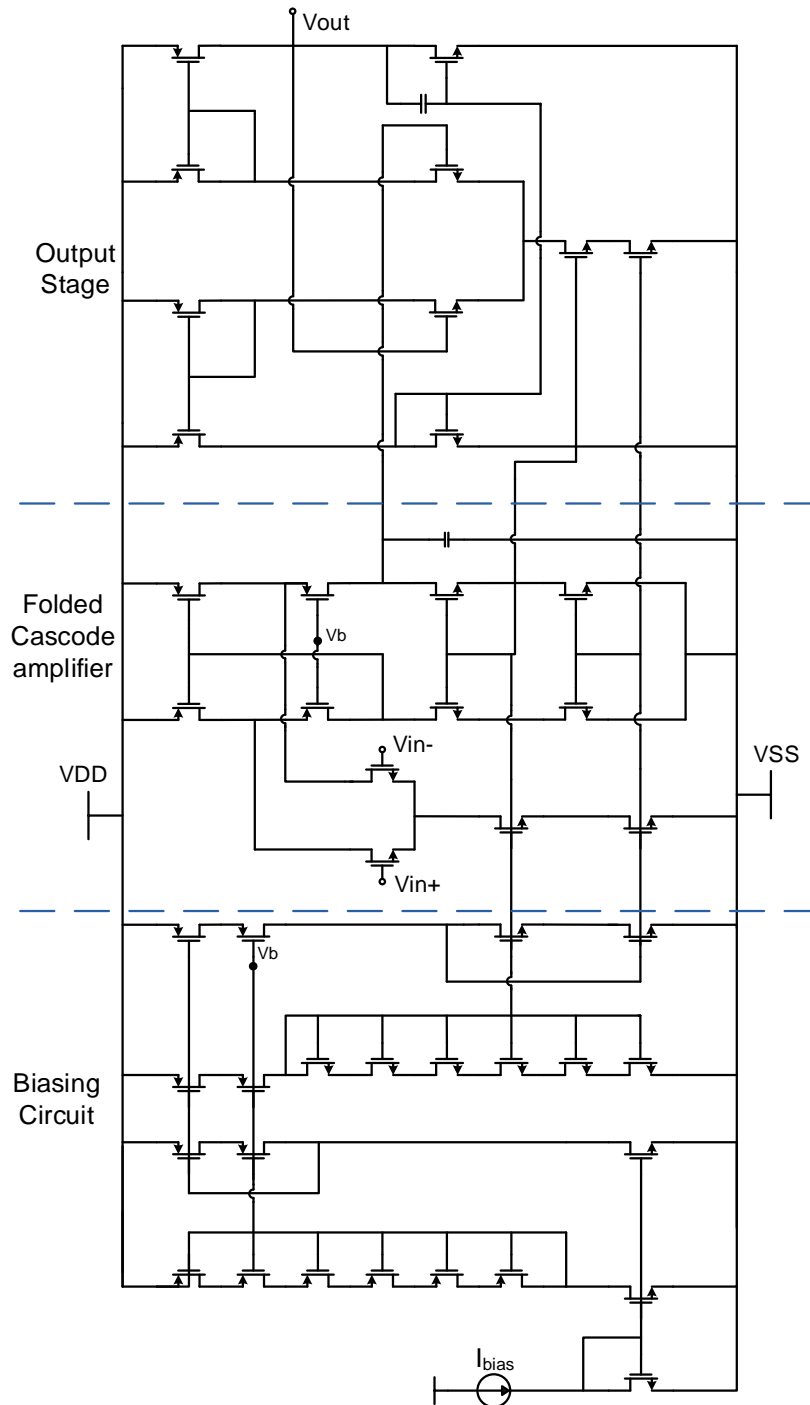 Vout
Output
Stage
Folded
Cascode
amplifier
Vb
Vin-
VDD
VSS
Vin+
Vb
Biasing
Circuit
Ibias